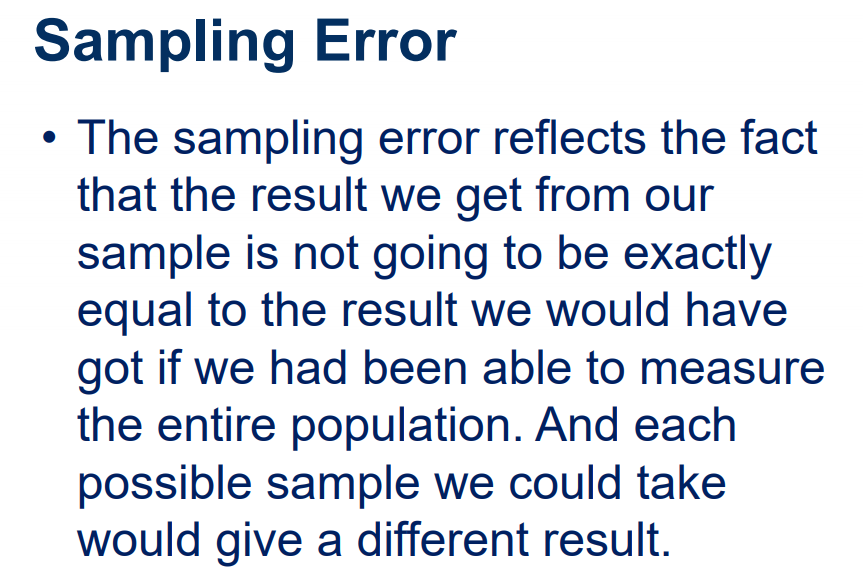 Sampling Error
• The sampling error reflects the fact
that the result we get from our
sample is not going to be exactly
equal to the result we would have
got if we had been able to measure
the entire population. And each
possible sample we could take
would give a different result.